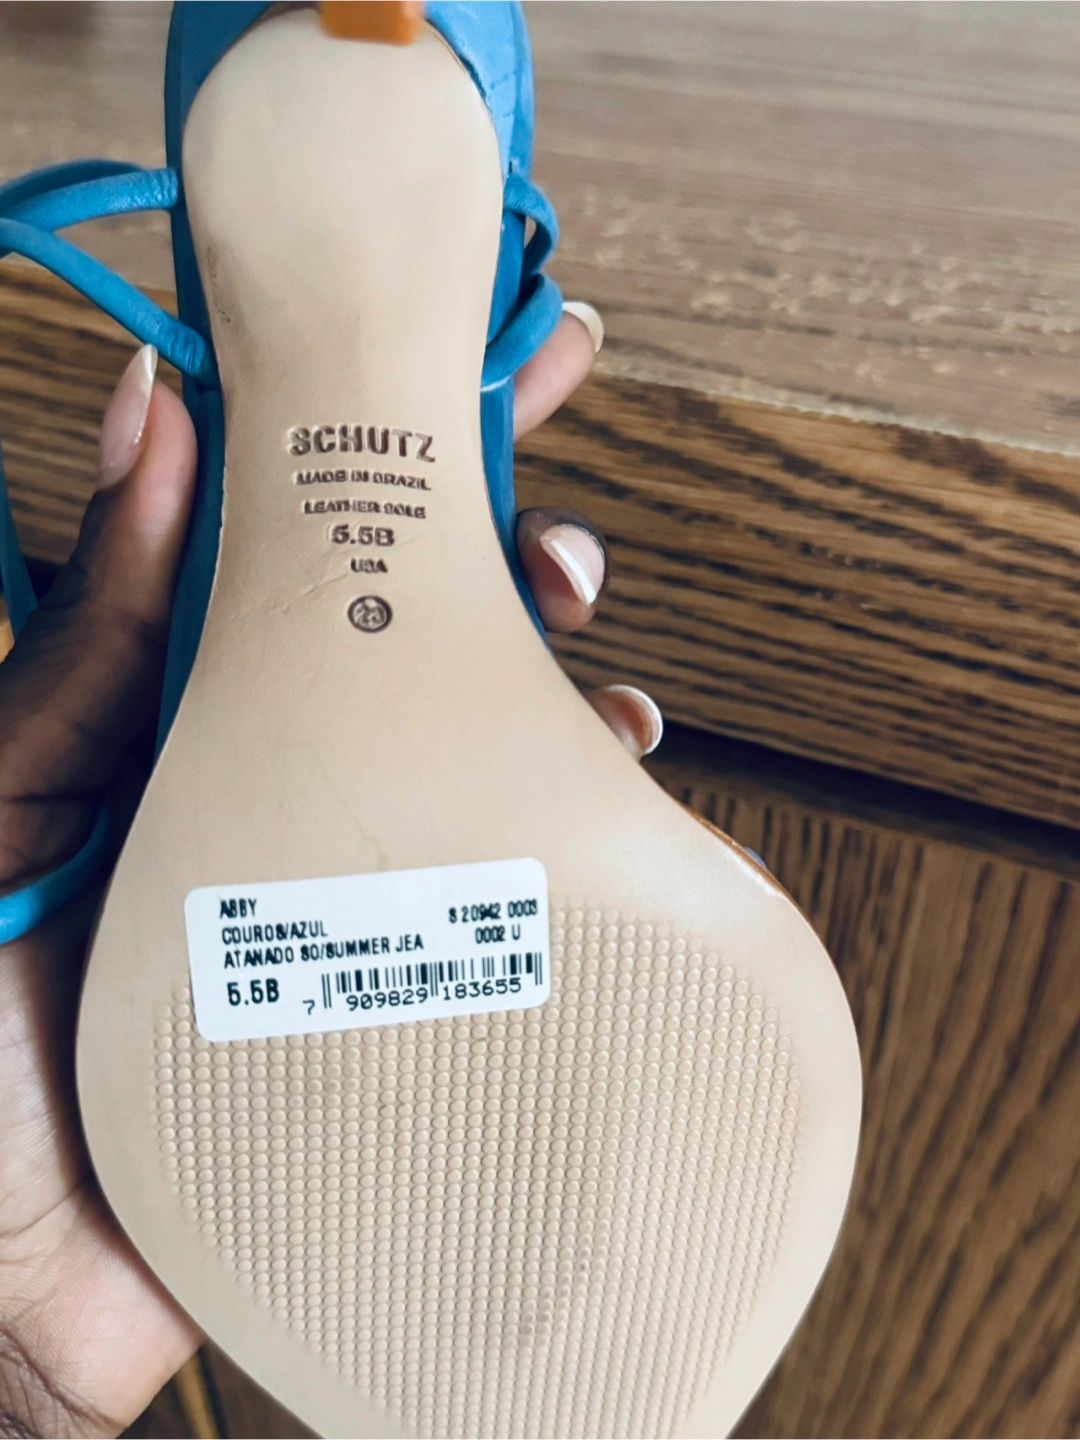 SCHUTZ
MADE IN BRAZIL
LEATHER SOLE
5.5B
USA
ABBY
COUROS/AZUL
ATANADO SO/SUMMER JEA
S 20942 0003
0002 U
5.5B
7 909829 183655